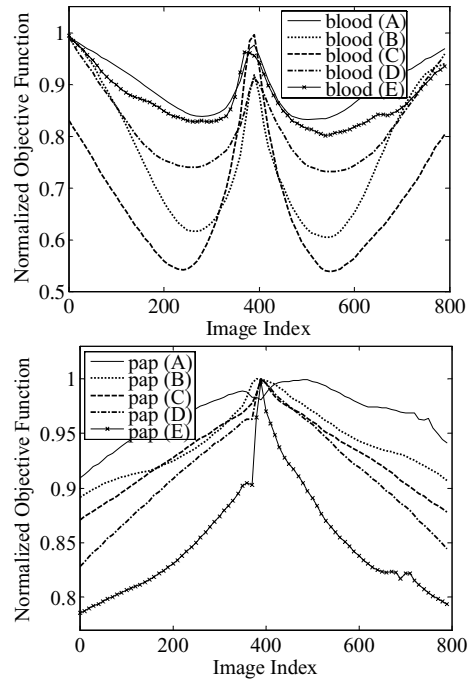 blood (A)
blood (B)
blood (C)
blood (D)
blood (E)
1
0.9
0.8
0.7
0.6
0.5
Normalized Objective Function
0 200 400 600 800
Image Index
pap (A)
pap (B)
pap (C)
pap (D)
pap (E)
1
0.95
0.9
0.85
0.8
Normalized Objective Function
0 200 400 600 800
Image Index